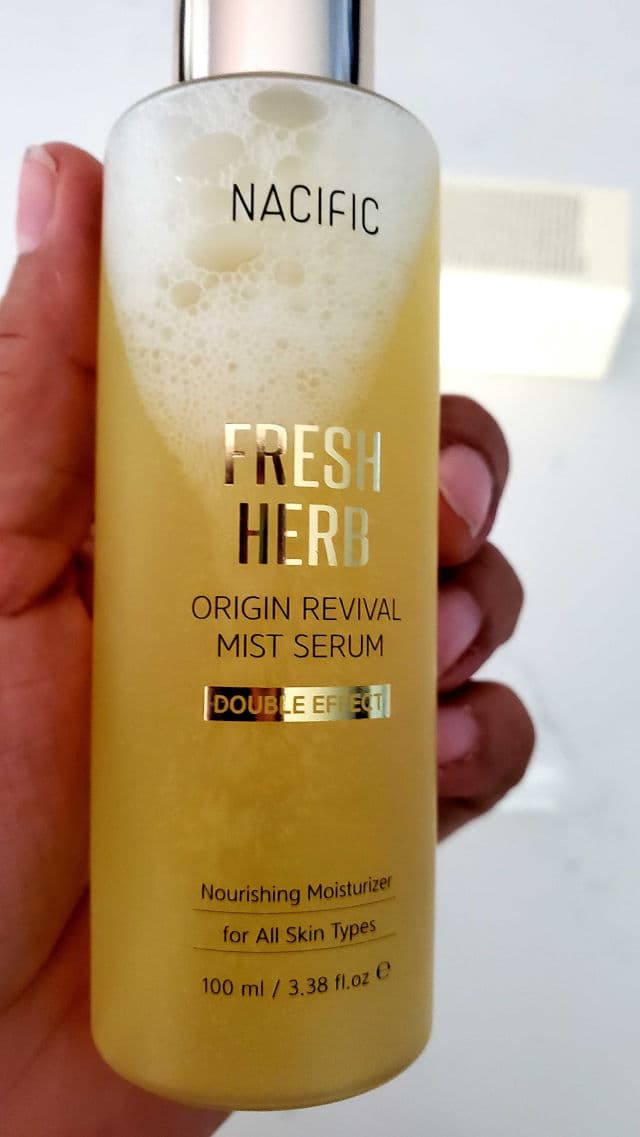 NACIFIC
FRESH
HERB
ORIGIN REVIVAL
MIST SERUM
DOUBLE EFFECT
Nourishing Moisturizer
for All Skin Types
100 ml / 3.38 fl.oz ℮